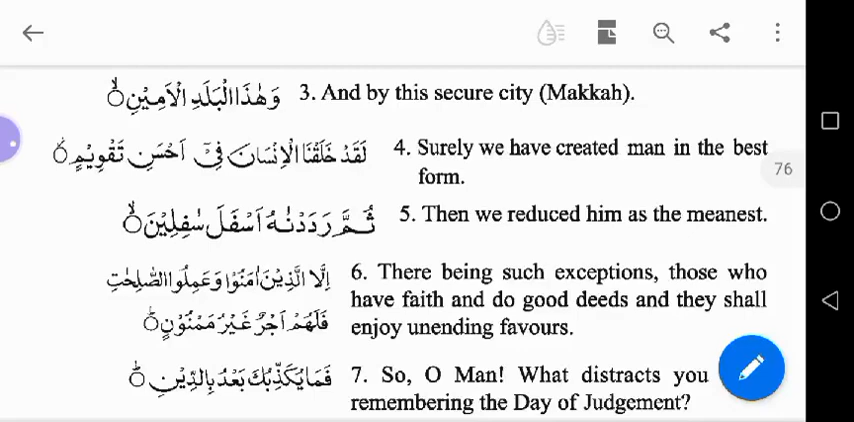 وَهٰذَا الْبَلَدِ الْاَمِيْنِۙ 3. And by this secure city (Makkah).
لَقَدْ خَلَقْنَا الْاِنْسَانَ فِيْٓ اَحْسَنِ تَقْوِيْمٍؗ 4. Surely we have created man in the best
form.
76
ثُمَّ رَدَدْنٰهُ اَسْفَلَ سٰفِلِيْنَۙ 5. Then we reduced him as the meanest.
اِلَّا الَّذِيْنَ اٰمَنُوْا وَعَمِلُوا الصّٰلِحٰتِ 6. There being such exceptions, those who
have faith and do good deeds and they shall
فَلَهُمْ اَجْرٌ غَيْرُ مَمْنُوْنٍؕ enjoy unending favours.
فَمَا يُكَذِّبُكَ بَعْدُ بِالدِّيْنِؕ 7. So, O Man! What distracts you
remembering the Day of Judgement?